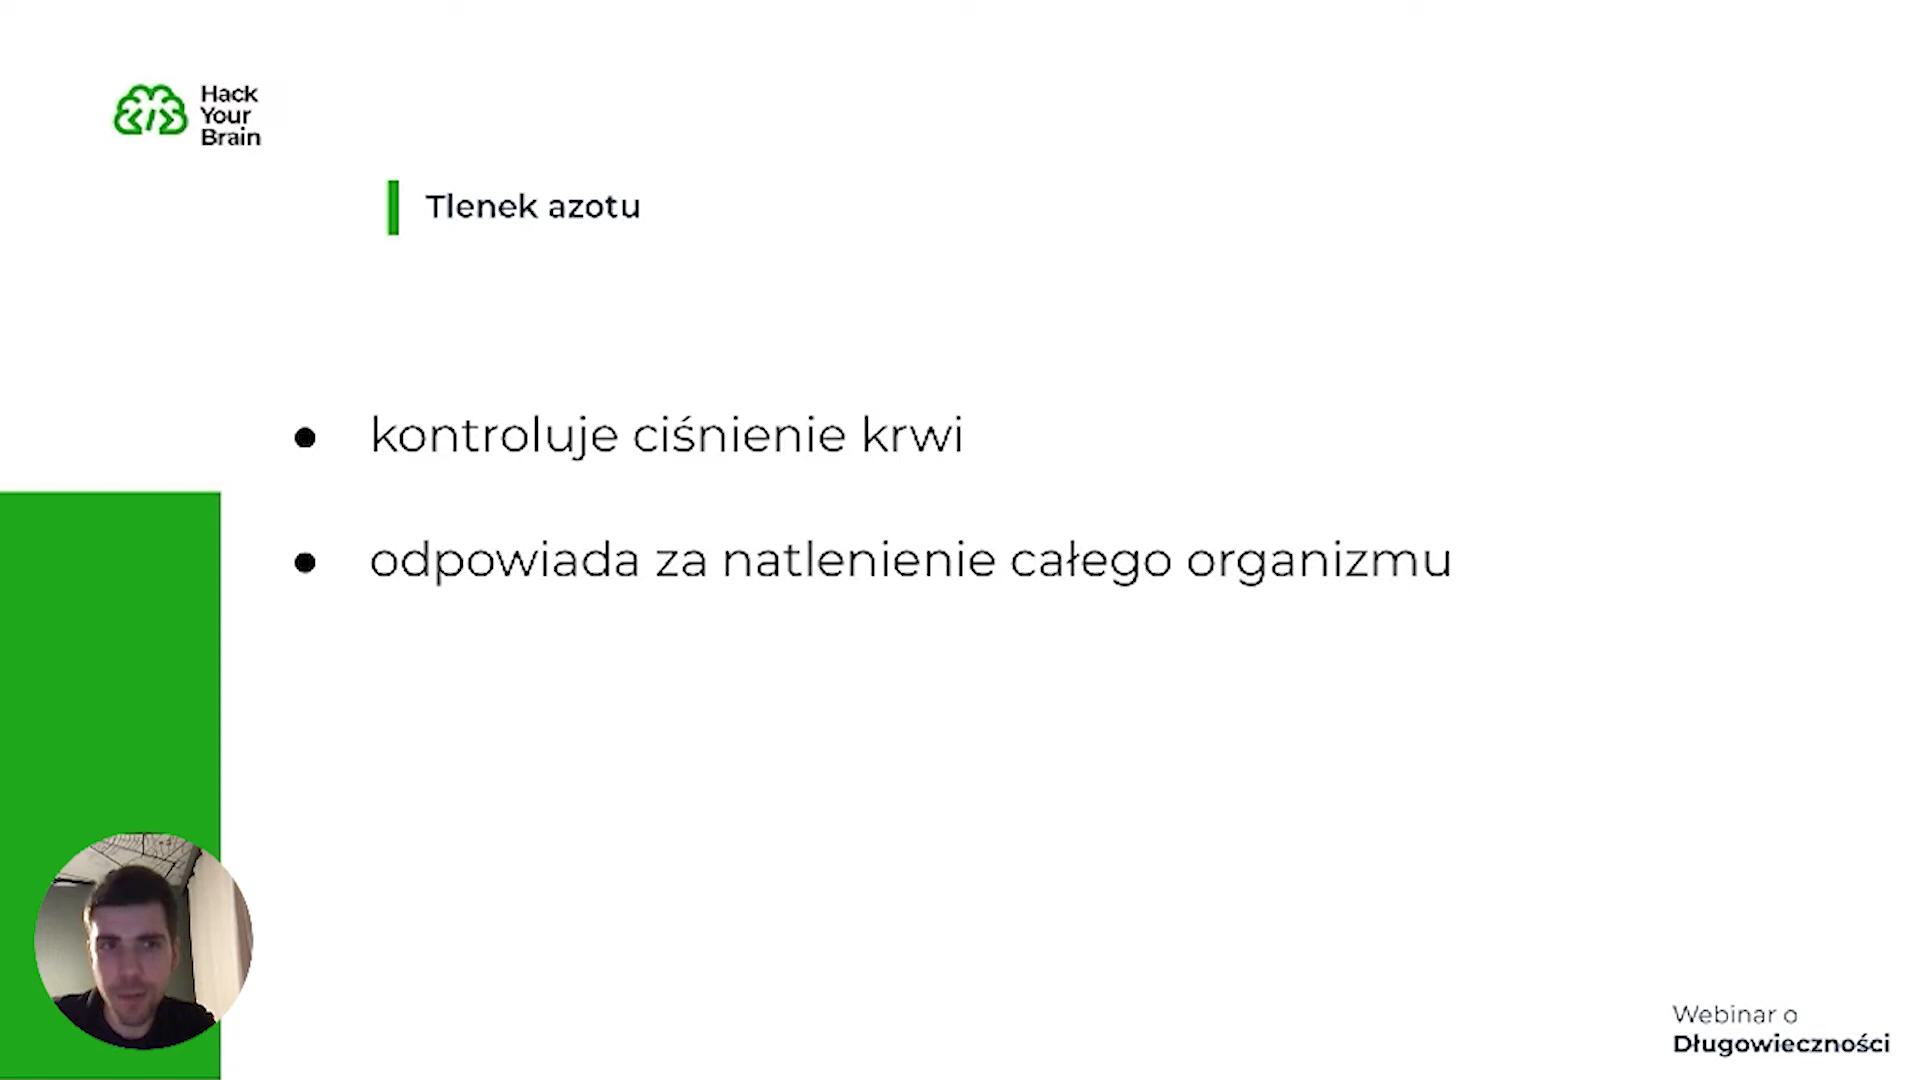 Hack
Your
Brain
Tlenek azotu
● kontroluje ciśnienie krwi
● odpowiada za natlenienie całego organizmu
Webinar o
Długowieczności